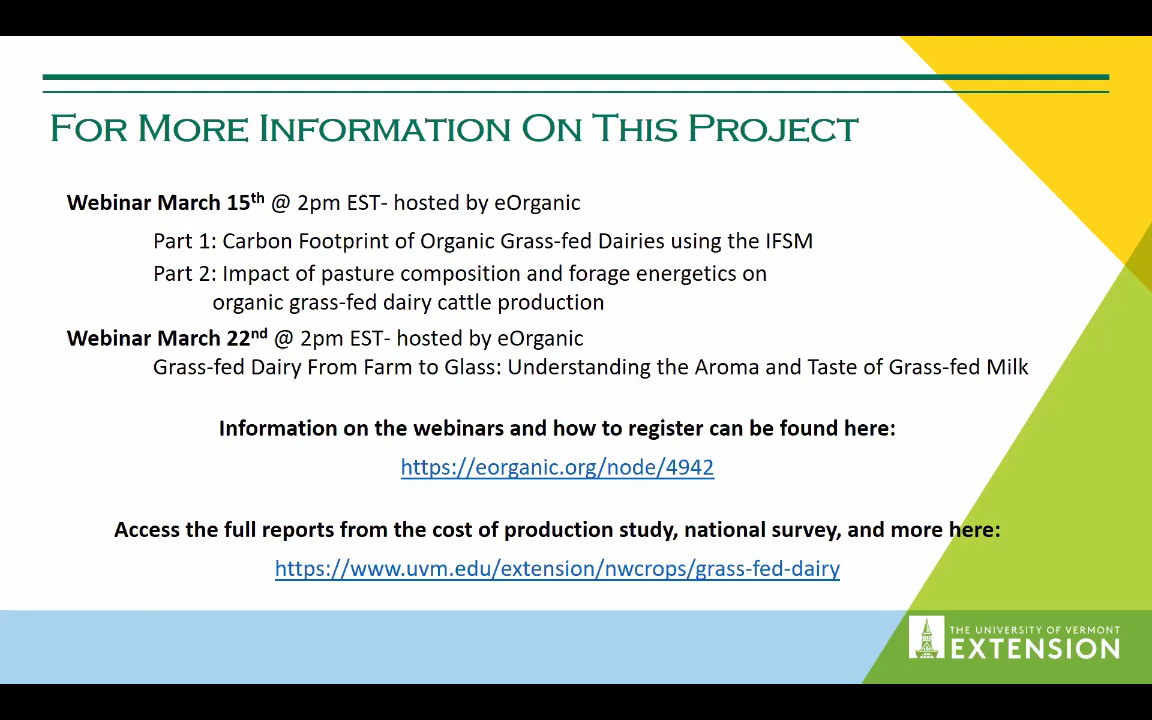 FOR MORE INFORMATION ON THIS PROJECT
Webinar March 15th @ 2pm EST- hosted by eOrganic
Part 1: Carbon Footprint of Organic Grass-fed Dairies using the IFSM
Part 2: Impact of pasture composition and forage energetics on
organic grass-fed dairy cattle production
Webinar March 22nd @ 2pm EST- hosted by eOrganic
Grass-fed Dairy From Farm to Glass: Understanding the Aroma and Taste of Grass-fed Milk
Information on the webinars and how to register can be found here:
https://eorganic.org/node/4942
Access the full reports from the cost of production study, national survey, and more here:
https://www.uvm.edu/extension/nwcrops/grass-fed-dairy
THE UNIVERSITY OF VERMONT
EXTENSION